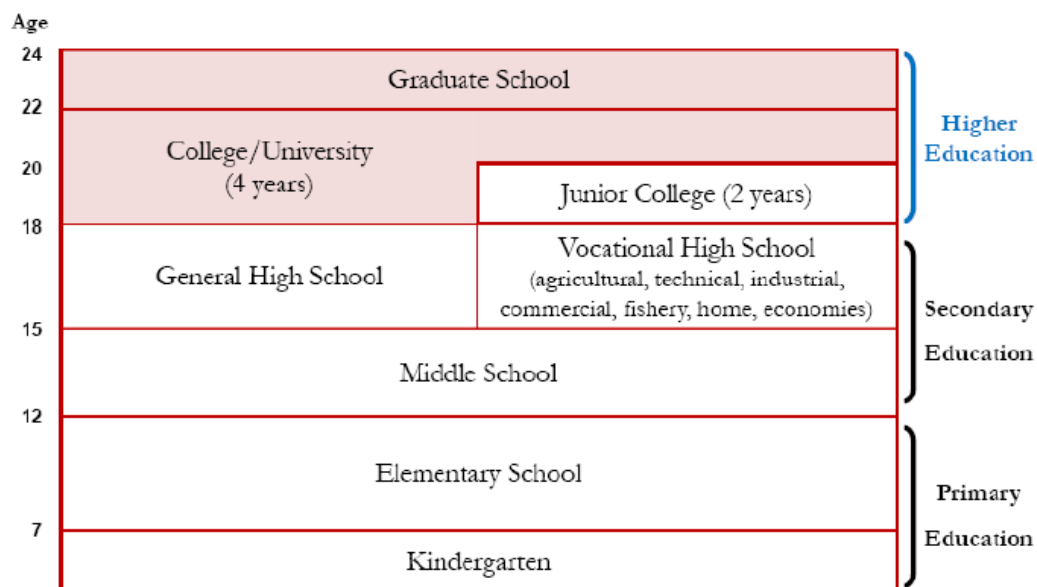 Age
24
Graduate School
22
College/University
(4 years)
Higher
Education
20
Junior College (2 years)
18
General High School
Vocational High School
(agricultural, technical, industrial,
commercial, fishery, home, economies)
15
Secondary
Education
Middle School
12
Elementary School
Primary
Education
7
Kindergarten